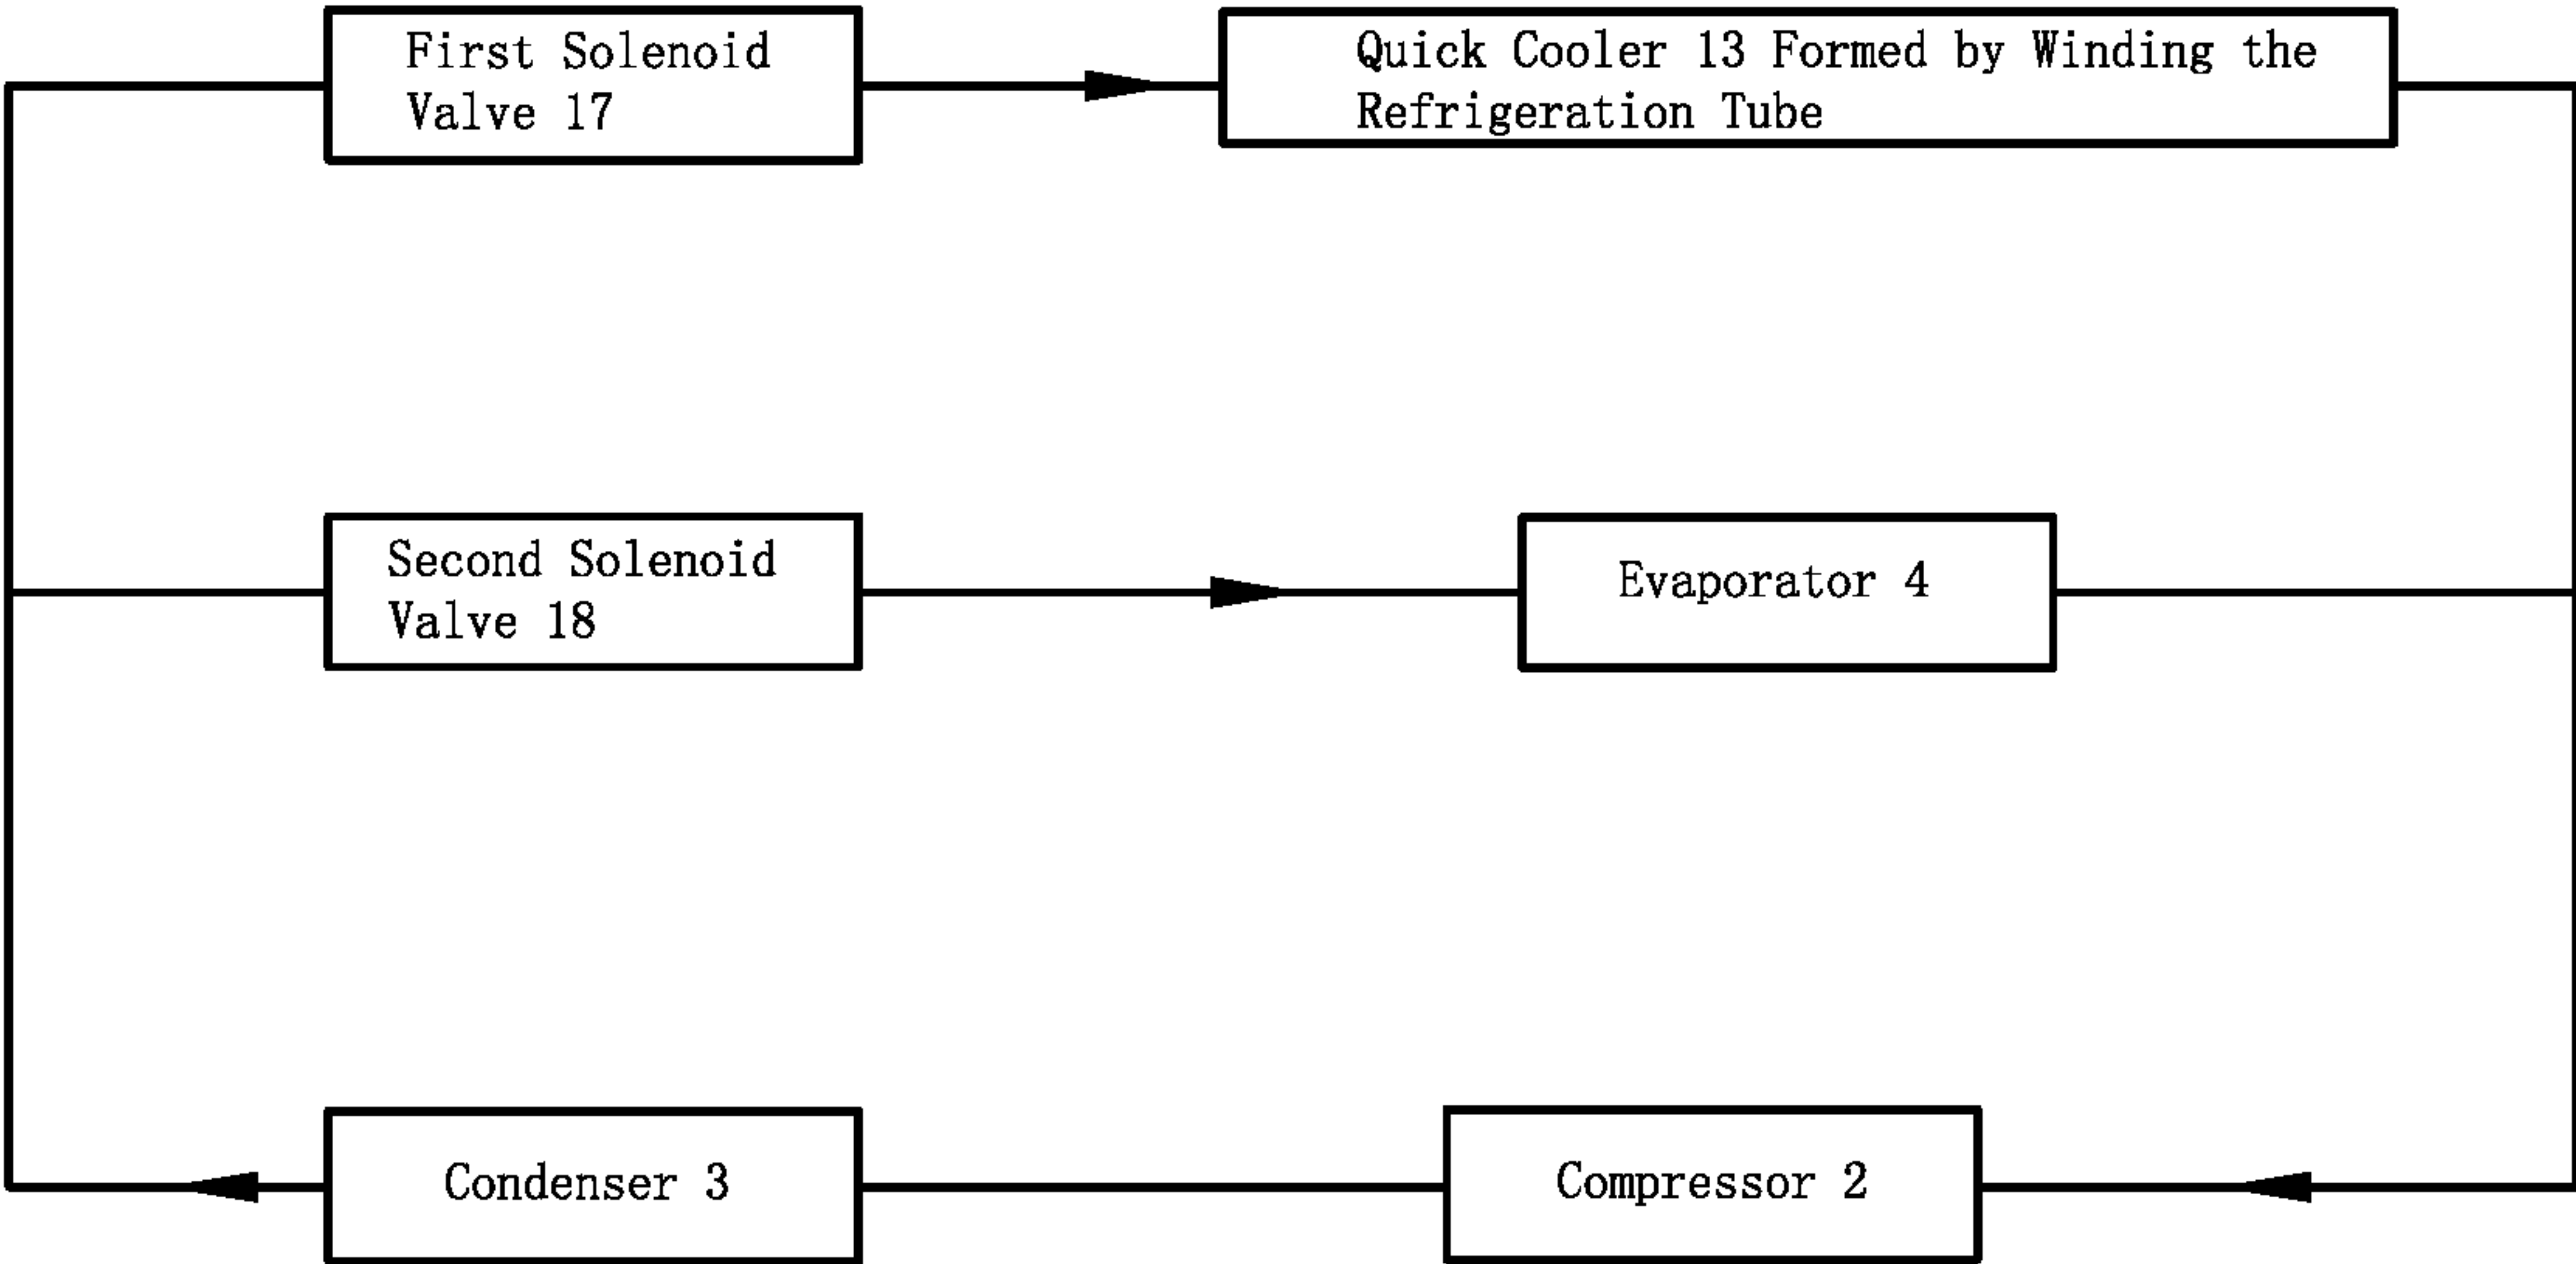 First Solenoid
Valve 17
Quick Cooler 13 Formed by Winding the
Refrigeration Tube
Second Solenoid
Valve 18
Evaporator 4
Condenser 3
Compressor 2